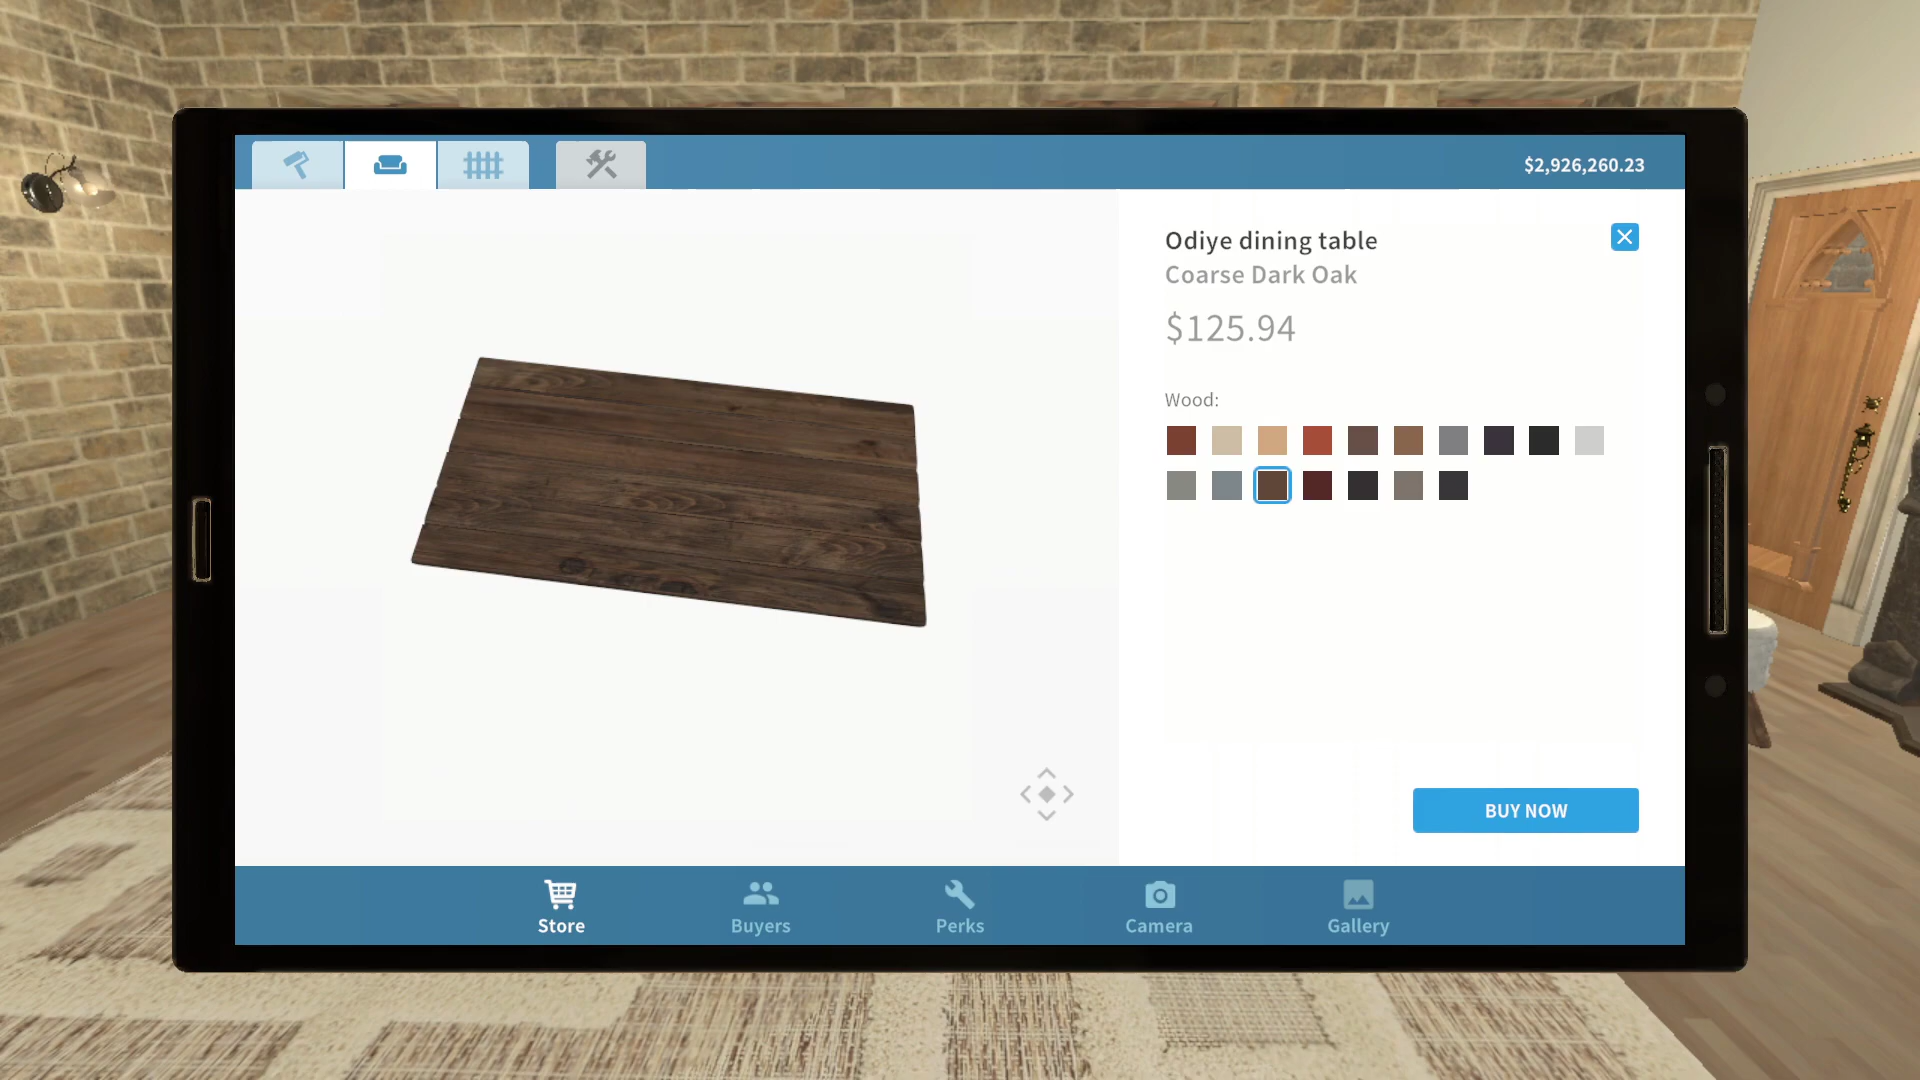 $2,926,260.23
Odiye dining table
Coarse Dark Oak
$125.94
Wood:
BUY NOW
Store
Buyers
Perks
Camera
Gallery